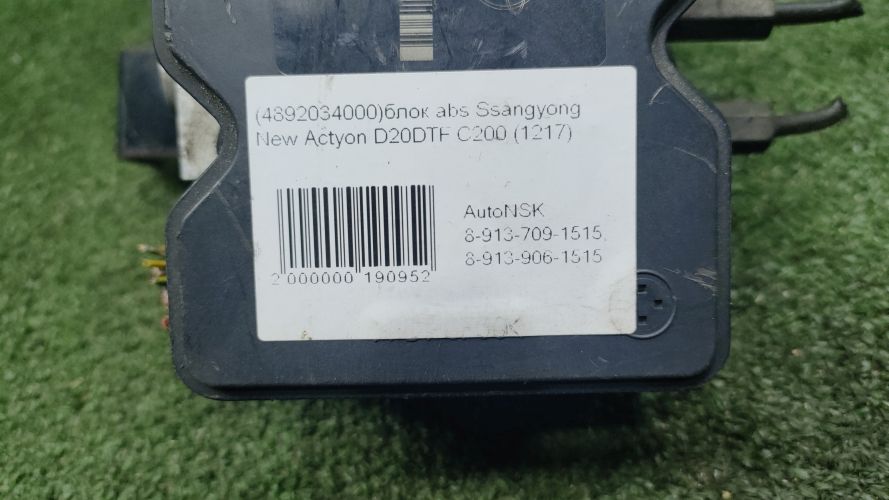 (4892034000)блок abs Ssangyong
New Actyon D20DTF C200 (1217)
AutoNSK
8-913-709-1515
8-913-906-1515
2 000000 190952